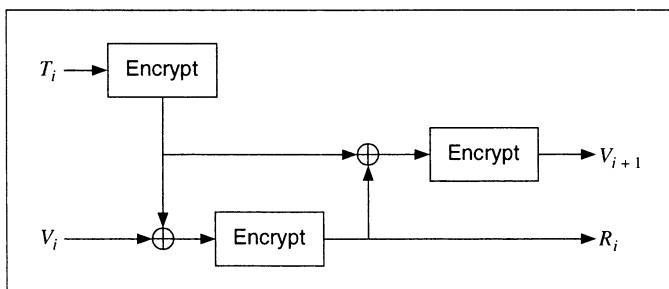 T_i Encrypt
Encrypt V_{i+1}
V_i Encrypt R_i